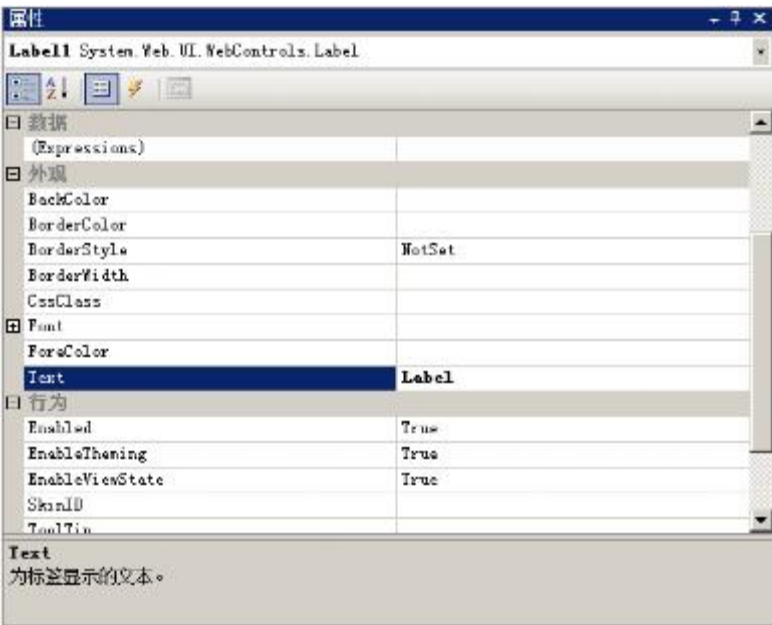 属性
Label1 System.Web.UI.WebControls.Label
数据
(Expressions)
外观
BackColor
BorderColor
BorderStyle NotSet
BorderWidth
CssClass
Font
ForeColor
Text Label
行为
Enabled True
EnableTheming True
EnableViewState True
SkinID
ToolTip
Text
为标签显示的文本。